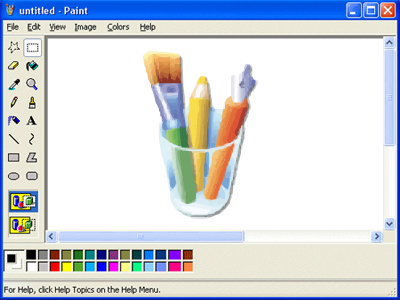 untitled - Paint
File Edit View Image Colors Help
A
For Help, click Help Topics on the Help Menu.